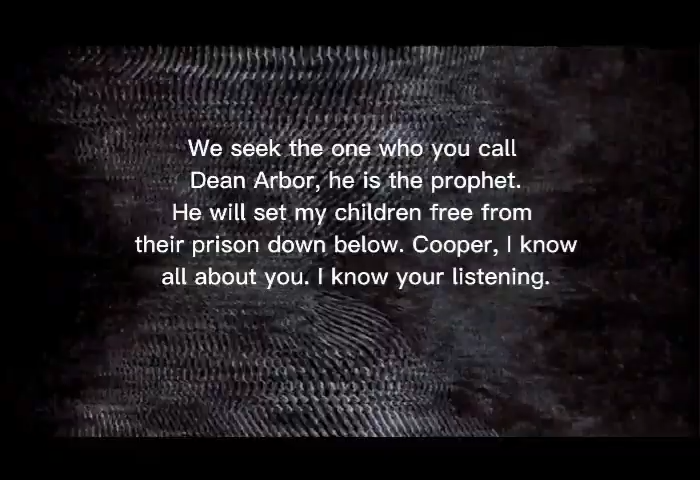 We seek the one who you call
Dean Arbor, he is the prophet.
He will set my children free from
their prison down below. Cooper, I know
all about you. I know your listening.